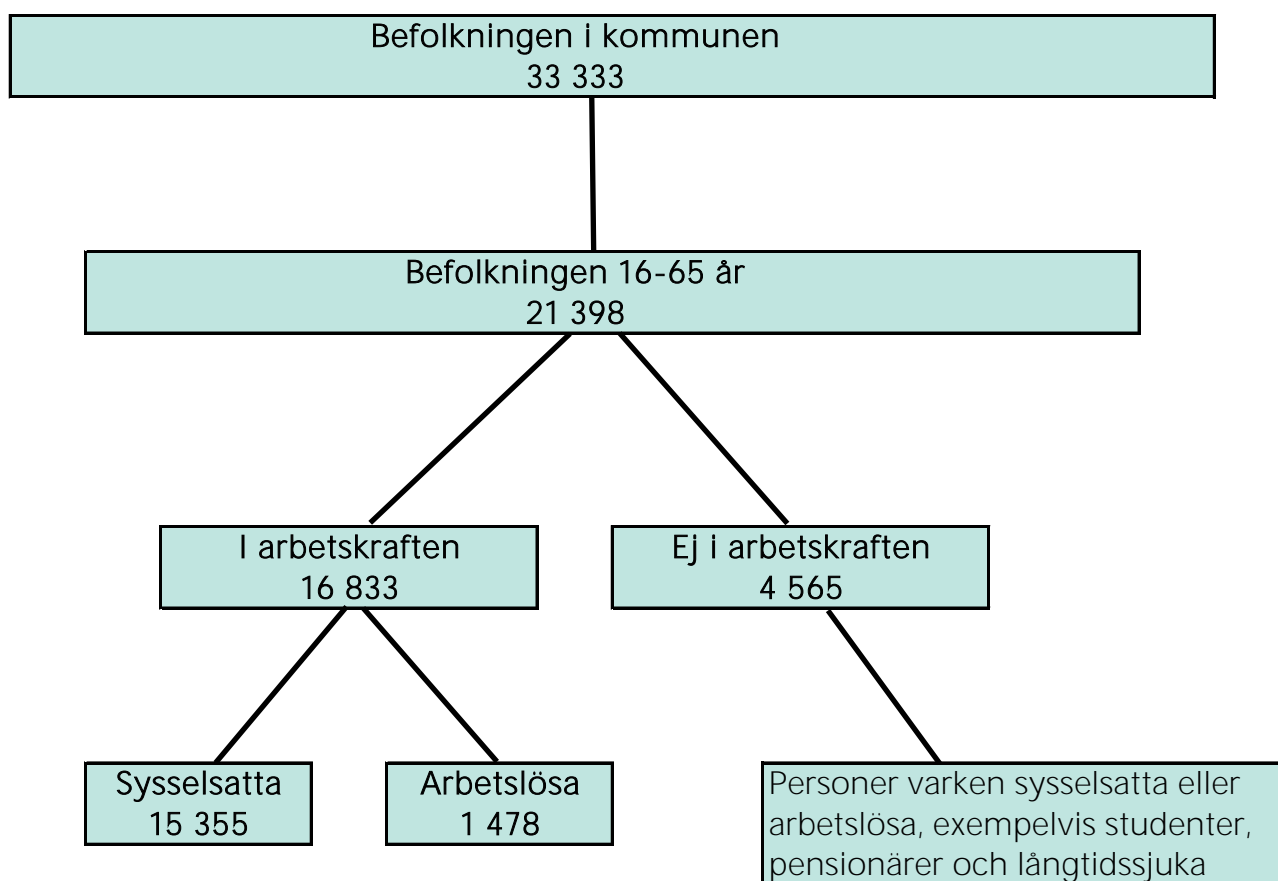 Befolkningen i kommunen
33 333
Befolkningen 16-65 år
21 398
I arbetskraften
16 833
Ej i arbetskraften
4 565
Sysselsatta
15 355
Arbetslösa
1 478
Personer varken sysselsatta eller
arbetslösa, exempelvis studenter,
pensionärer och långtidssjuka